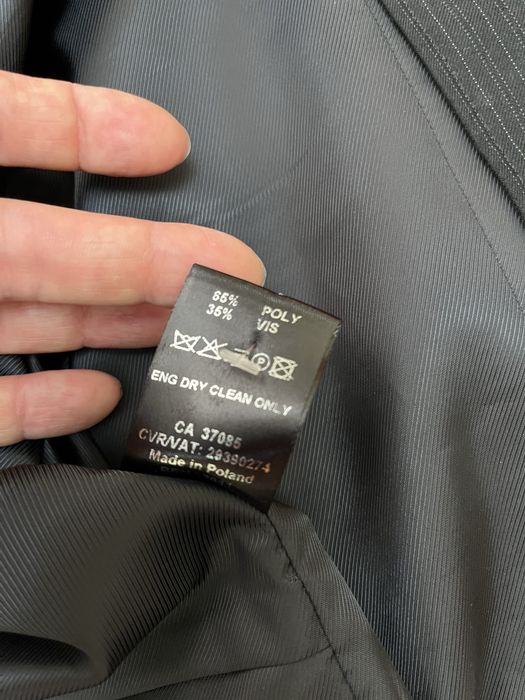 65% POLY
35% VIS
P
ENG DRY CLEAN ONLY
CA 37085
CVR/VAT: 29390274
Made in Poland